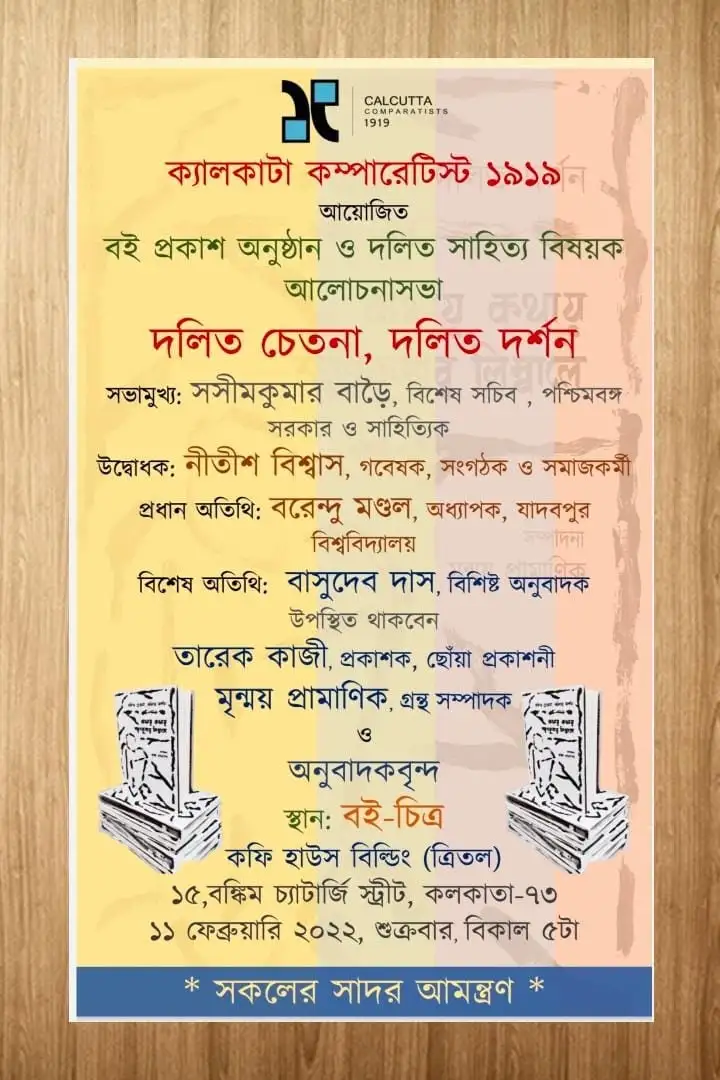 CALCUTTA
COMPARATISTS
1919
ক্যালকাটা কম্পারেটিস্ট ১৯১৯
আয়োজিত
বই প্রকাশ অনুষ্ঠান ও দলিত সাহিত্য বিষয়ক
আলোচনাসভা
দলিত চেতনা, দলিত দর্শন
সভামুখ্য: সসীমকুমার বাড়ৈ, বিশেষ সচিব , পশ্চিমবঙ্গ
সরকার ও সাহিত্যিক
উদ্বোধক: নীতীশ বিশ্বাস, গবেষক, সংগঠক ও সমাজকর্মী
প্রধান অতিথি: বরেন্দু মণ্ডল, অধ্যাপক, যাদবপুর
বিশ্ববিদ্যালয়
সম্পাদনা
মৃন্ময় প্রামাণিক
বিশেষ অতিথি: বাসুদেব দাস, বিশিষ্ট অনুবাদক
উপস্থিত থাকবেন
তারেক কাজী, প্রকাশক, ছোঁয়া প্রকাশনী
মৃন্ময় প্রামাণিক, গ্রন্থ সম্পাদক
ও
অনুবাদকবৃন্দ
স্থান: বই-চিত্র
কফি হাউস বিল্ডিং (ত্রিতল)
১৫,বঙ্কিম চ্যাটার্জি স্ট্রীট, কলকাতা-৭৩
১১ ফেব্রুয়ারি ২০২২, শুক্রবার, বিকাল ৫টা
* সকলের সাদর আমন্ত্রণ *